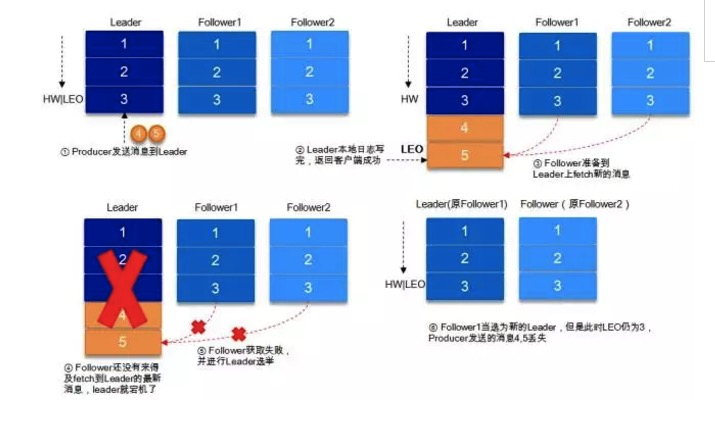 Leader Follower1 Follower2
1 1 1
2 2 2
HW|LEO 3 3 3
4 5
① Producer发送消息到Leader
Leader Follower1 Follower2
1 1 1
2 2 2
HW 3 3 3
4
② Leader本地日志写
完，返回客户端成功
LEO
5
③ Follower准备到
Leader上fetch新的消息
Leader Follower1 Follower2
1 1 1
2 2 2
3 3
4
5
④ Follower还没有来得
及fetch到Leader的最新
消息，leader就宕机了
⑤ Follower获取失败，
并进行Leader选举
Leader(原Follower1) Follower（原Follower2）
1 1
2 2
HW|LEO 3 3
⑥ Follower1当选为新的Leader，但是此时LEO仍为3，
Producer发送的消息4,5丢失